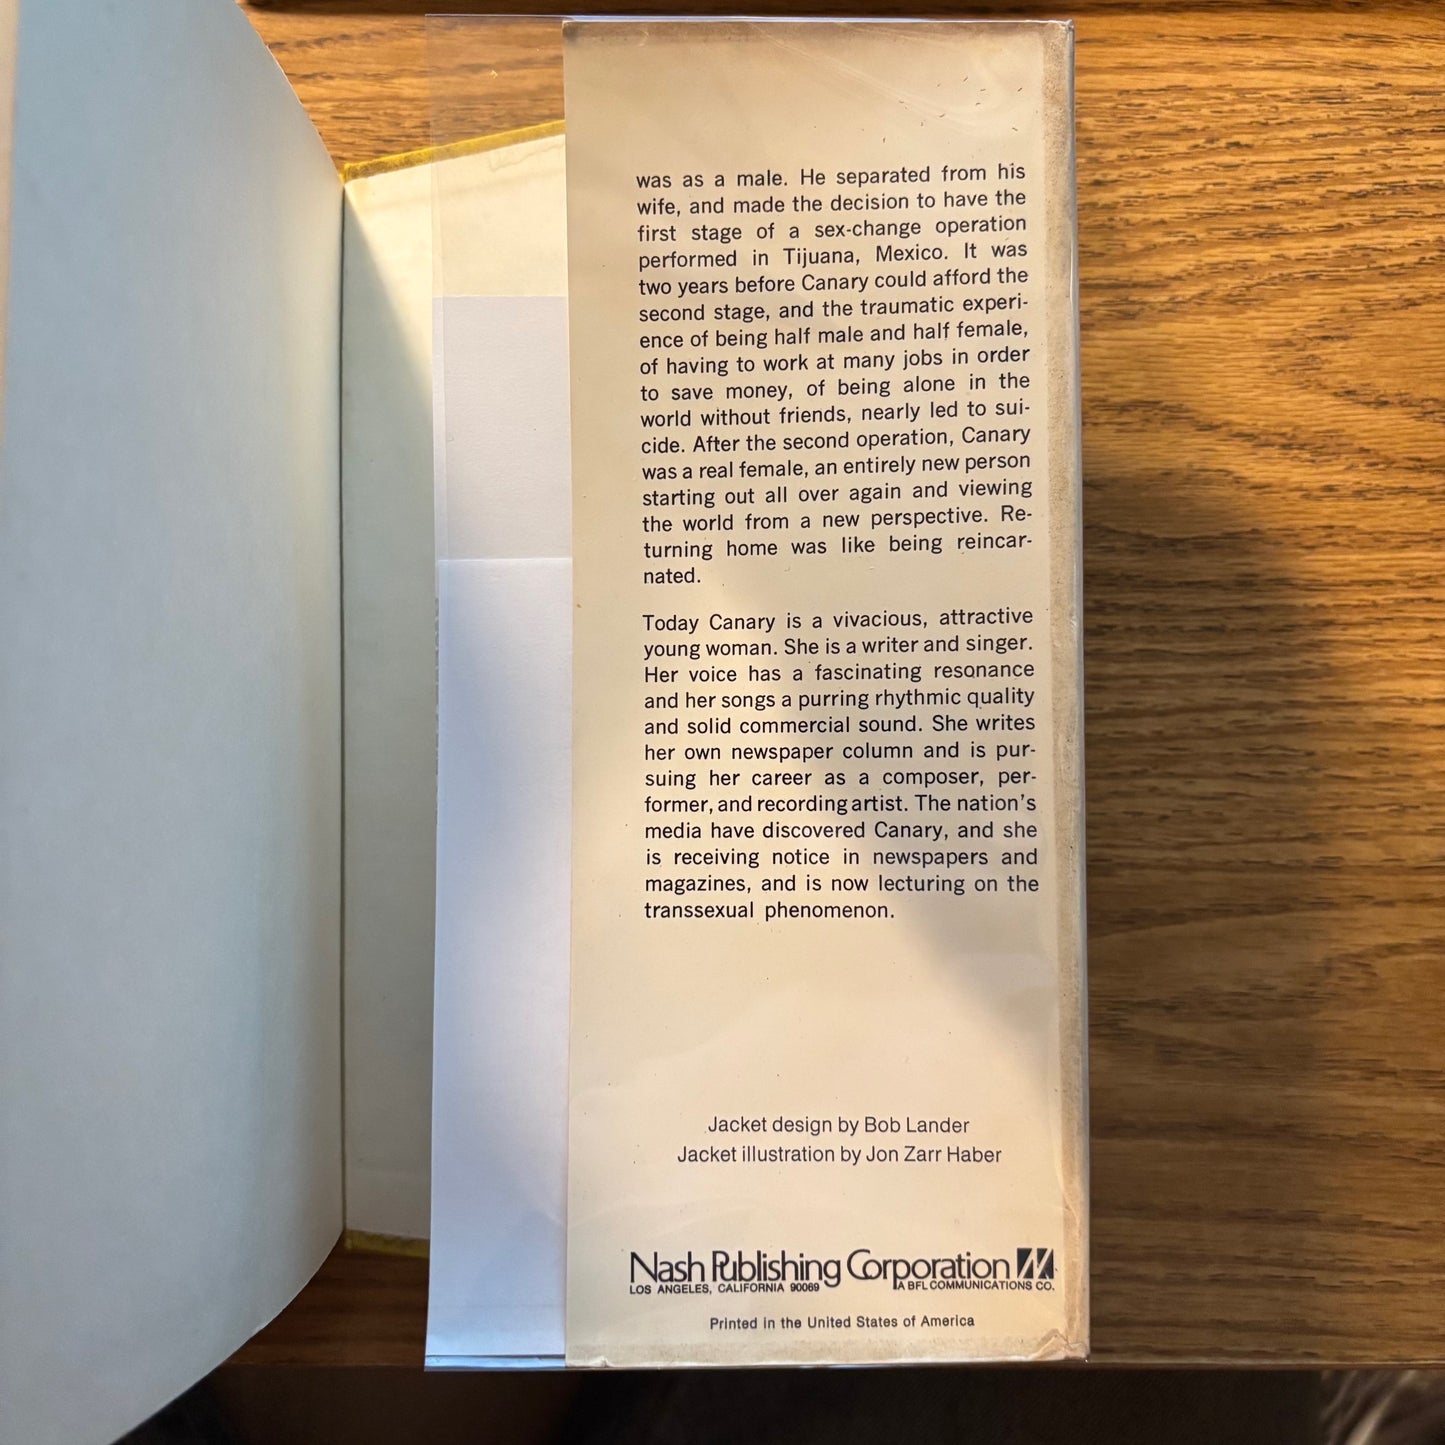 was as a male. He separated from his
wife, and made the decision to have the
first stage of a sex-change operation
performed in Tijuana, Mexico. It was
two years before Canary could afford the
second stage, and the traumatic experi-
ence of being half male and half female,
of having to work at many jobs in order
to save money, of being alone in the
world without friends, nearly led to sui-
cide. After the second operation, Canary
was a real female, an entirely new person
starting out all over again and viewing
the world from a new perspective. Re-
turning home was like being reincar-
nated.
Today Canary is a vivacious, attractive
young woman. She is a writer and singer.
Her voice has a fascinating resonance
and her songs a purring rhythmic quality
and solid commercial sound. She writes
her own newspaper column and is pur-
suing her career as a composer, per-
former, and recording artist. The nation's
media have discovered Canary, and she
is receiving notice in newspapers and
magazines, and is now lecturing on the
transsexual phenomenon.
Jacket design by Bob Lander
Jacket illustration by Jon Zarr Haber
Nash Publishing Corporation
LOS ANGELES, CALIFORNIA 90069 A BFL COMMUNICATIONS CO.
Printed in the United States of America